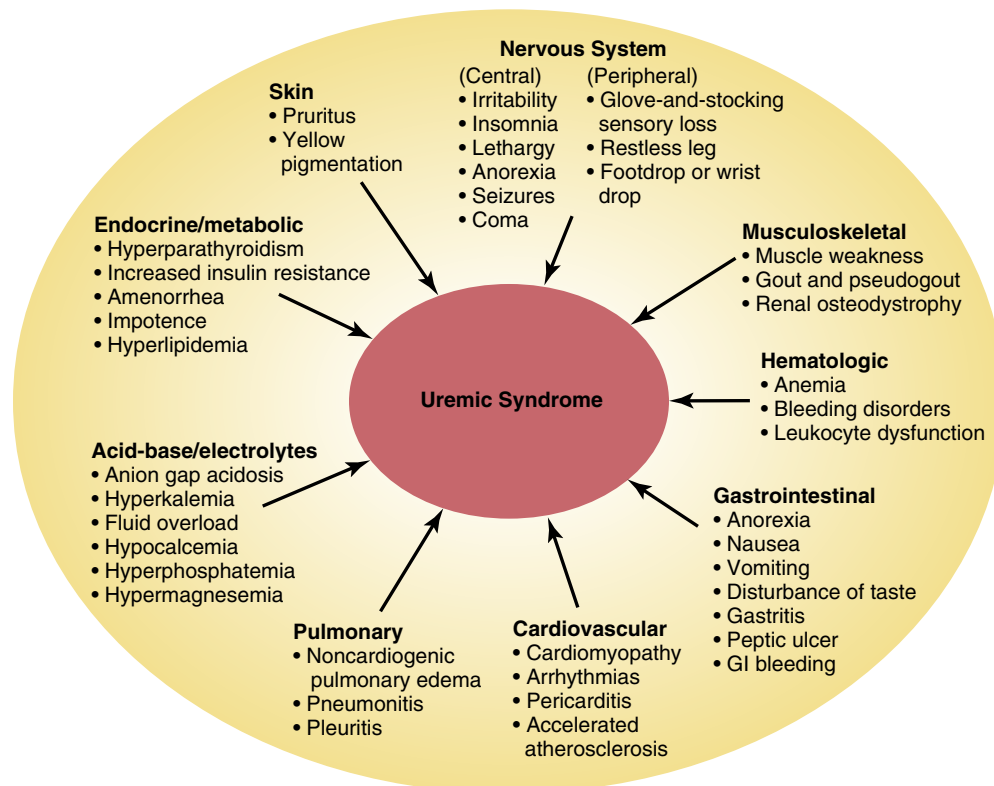 Nervous System
(Central)
• Irritability
• Insomnia
• Lethargy
• Anorexia
• Seizures
• Coma
(Peripheral)
• Glove-and-stocking
sensory loss
• Restless leg
• Footdrop or wrist
drop
Skin
• Pruritus
• Yellow
pigmentation
Endocrine/metabolic
• Hyperparathyroidism
• Increased insulin resistance
• Amenorrhea
• Impotence
• Hyperlipidemia
Musculoskeletal
• Muscle weakness
• Gout and pseudogout
• Renal osteodystrophy
Uremic Syndrome
Hematologic
• Anemia
• Bleeding disorders
• Leukocyte dysfunction
Acid-base/electrolytes
• Anion gap acidosis
• Hyperkalemia
• Fluid overload
• Hypocalcemia
• Hyperphosphatemia
• Hypermagnesemia
Gastrointestinal
• Anorexia
• Nausea
• Vomiting
• Disturbance of taste
• Gastritis
• Peptic ulcer
• GI bleeding
Pulmonary
• Noncardiogenic
pulmonary edema
• Pneumonitis
• Pleuritis
Cardiovascular
• Cardiomyopathy
• Arrhythmias
• Pericarditis
• Accelerated
atherosclerosis